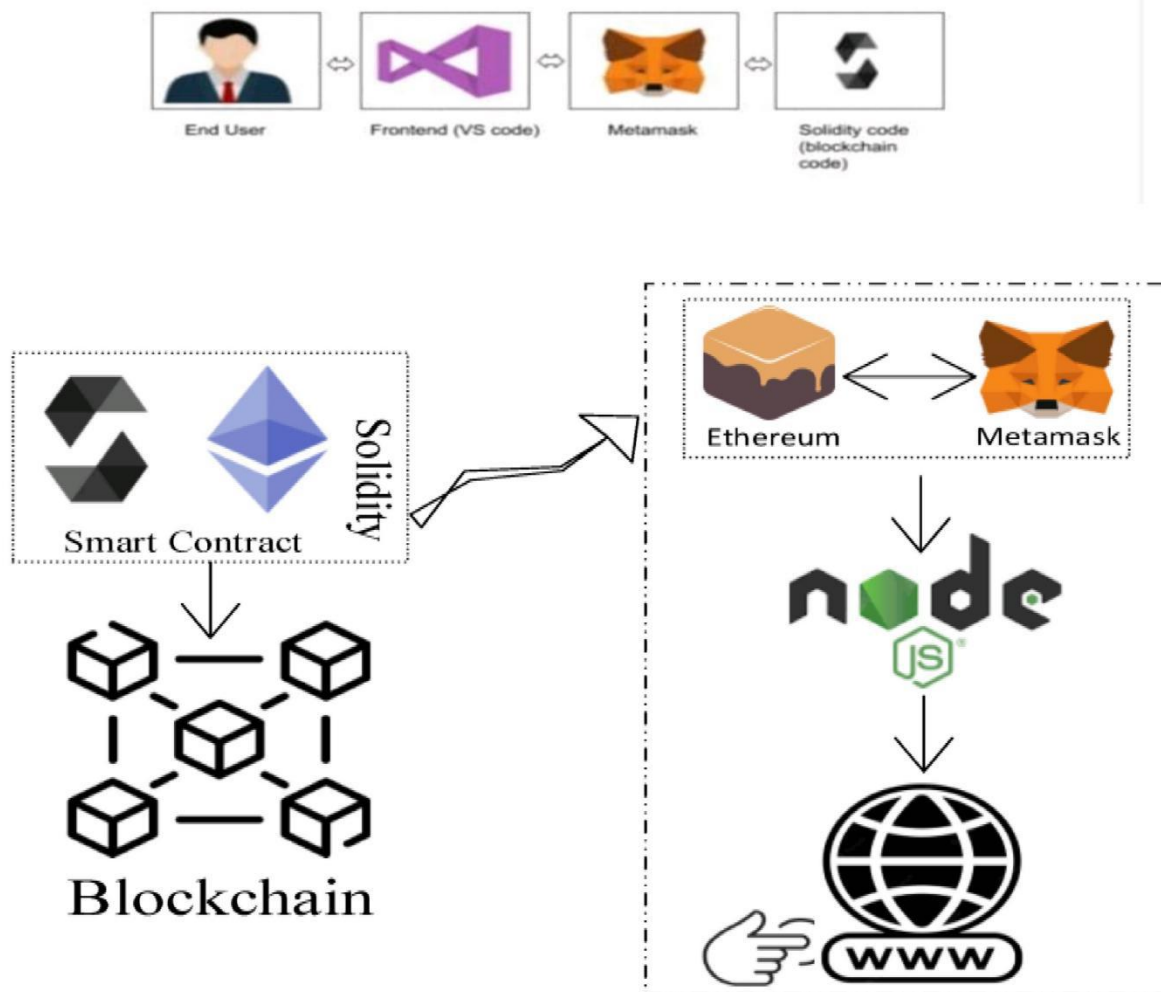 End User
Frontend (VS code)
Metamask
Solidity code
(blockchain
code)
Solidity
Smart Contract
Blockchain
Ethereum
Metamask
node
JS
®
www